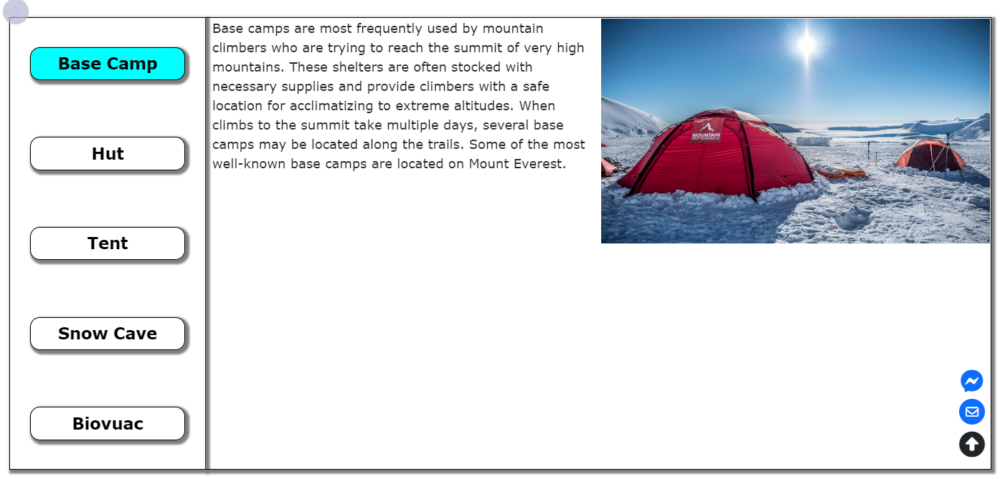 Base Camp
Hut
Tent
Snow Cave
Biovuac
Base camps are most frequently used by mountain
climbers who are trying to reach the summit of very high
mountains. These shelters are often stocked with
necessary supplies and provide climbers with a safe
location for acclimatizing to extreme altitudes. When
climbs to the summit take multiple days, several base
camps may be located along the trails. Some of the most
well-known base camps are located on Mount Everest.
MOUNTAIN
PROFESSIONALS